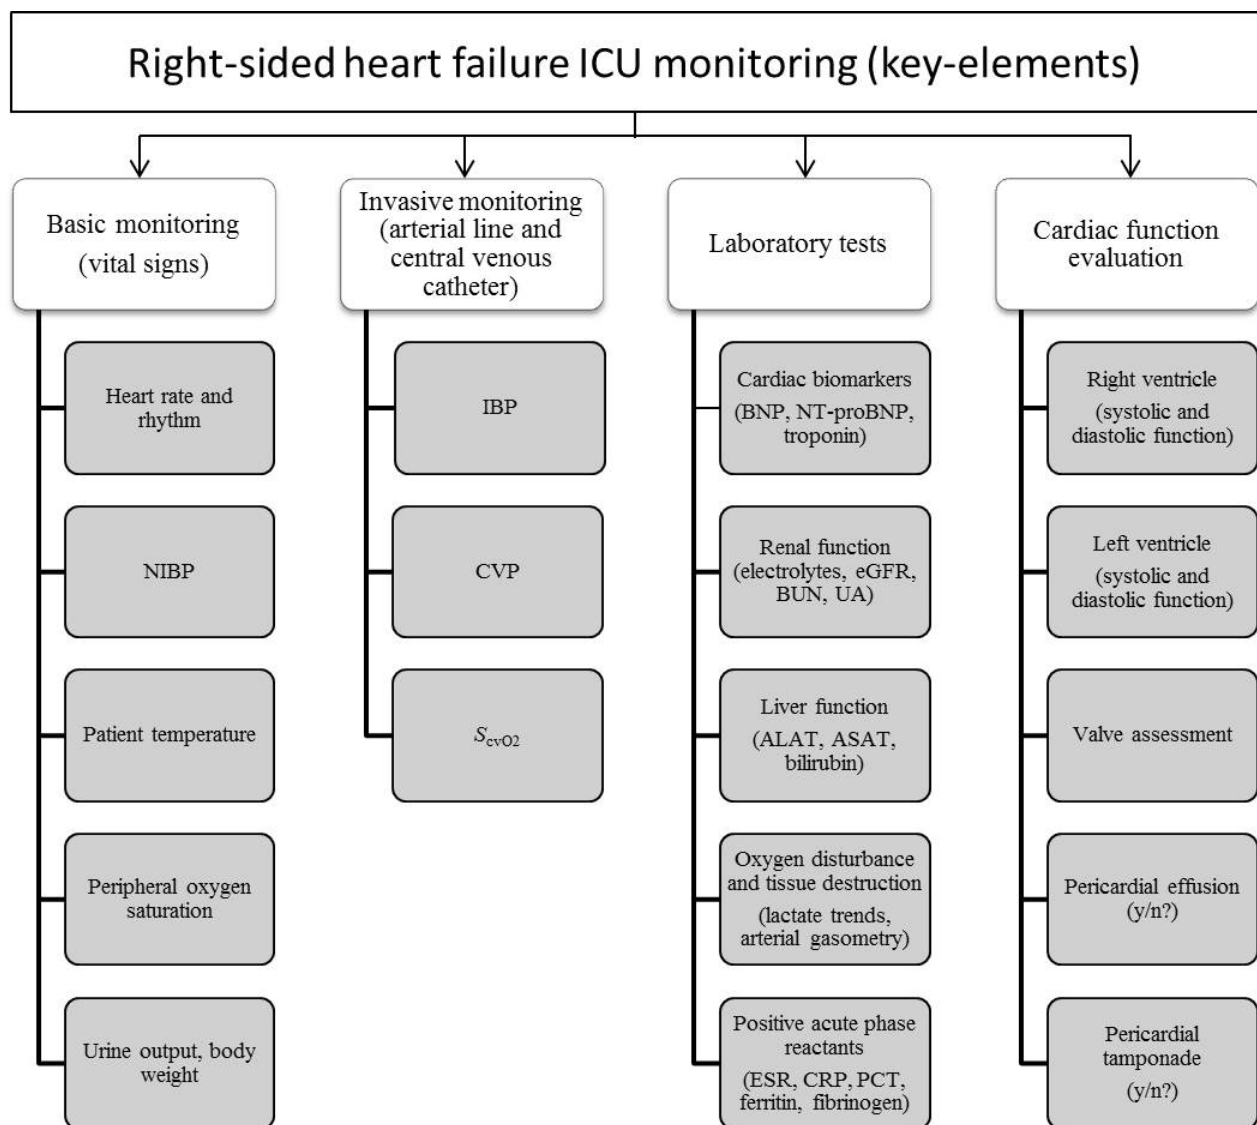 Right-sided heart failure ICU monitoring (key-elements)
Basic monitoring
(vital signs)
Heart rate and
rhythm
NIBP
Patient temperature
Peripheral oxygen
saturation
Urine output, body
weight
Invasive monitoring
(arterial line and
central venous
catheter)
IBP
CVP
ScvO2
Laboratory tests
Cardiac biomarkers
(BNP, NT-proBNP,
troponin)
Renal function
(electrolytes, eGFR,
BUN, UA)
Liver function
(ALAT, ASAT,
bilirubin)
Oxygen disturbance
and tissue destruction
(lactate trends,
arterial gasometry)
Positive acute phase
reactants
(ESR, CRP, PCT,
ferritin, fibrinogen)
Cardiac function
evaluation
Right ventricle
(systolic and
diastolic function)
Left ventricle
(systolic and
diastolic function)
Valve assessment
Pericardial effusion
(y/n?)
Pericardial
tamponade
(y/n?)